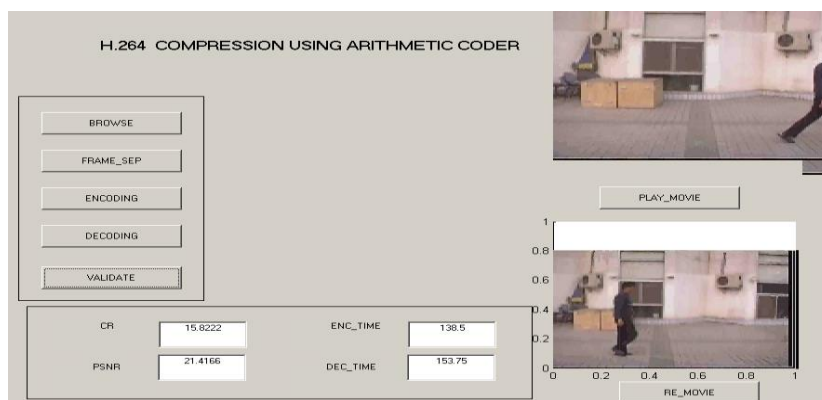 H.264 COMPRESSION USING ARITHMETIC CODER
BROWSE
FRAME_SEP
ENCODING
DECODING
VALIDATE
CR 15.8222 ENC_TIME 138.5
PSNR 21.4166 DEC_TIME 153.75
PLAY_MOVIE
1
0.8
0.6
0.4
0.2
0
0 0.2 0.4 0.6 0.8 1
RE_MOVIE